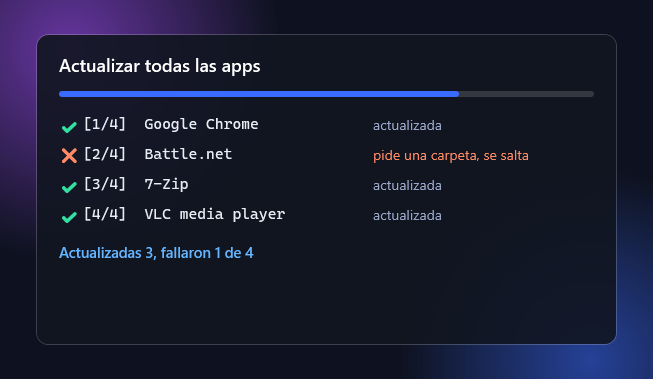 Actualizar todas las apps
[1/4] Google Chrome actualizada
[2/4] Battle.net pide una carpeta, se salta
[3/4] 7-Zip actualizada
[4/4] VLC media player actualizada
Actualizadas 3, fallaron 1 de 4